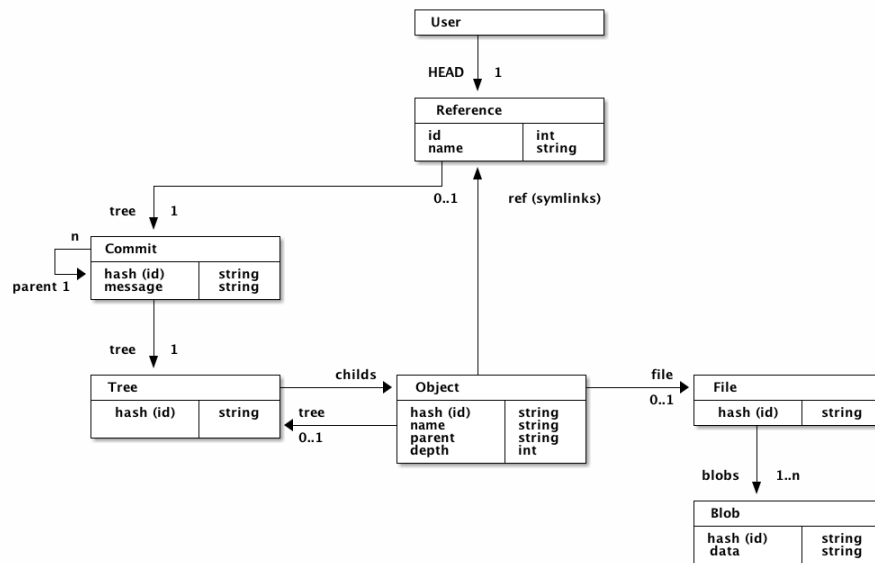 User
HEAD 1
Reference
id int
name string
0..1 ref (symlinks)
tree 1
n
Commit
hash (id) string
message string
parent 1
tree 1
childs
file
Tree
hash (id) string
tree
0..1
Object
hash (id) string
name string
parent string
depth int
0..1
File
hash (id) string
blobs 1..n
Blob
hash (id) string
data string